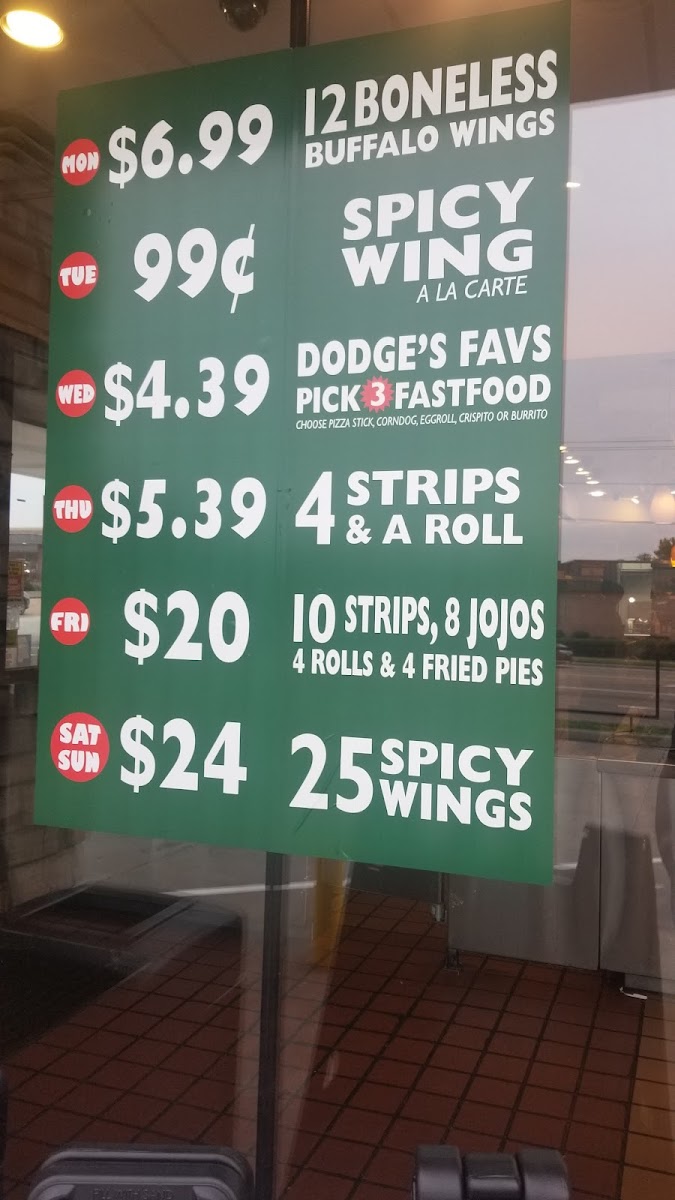 MON $6.99 12 BONELESS
BUFFALO WINGS
TUE 99¢ SPICY
WING
A LA CARTE
WED $4.39 DODGE'S FAVS
PICK 3 FASTFOOD
CHOOSE PIZZA STICK, CORNDOG, EGGROLL, CRISPITO OR BURRITO
THU $5.39 4 STRIPS
& A ROLL
FRI $20 10 STRIPS, 8 JOJOS
4 ROLLS & 4 FRIED PIES
SAT
SUN $24 25 SPICY
WINGS